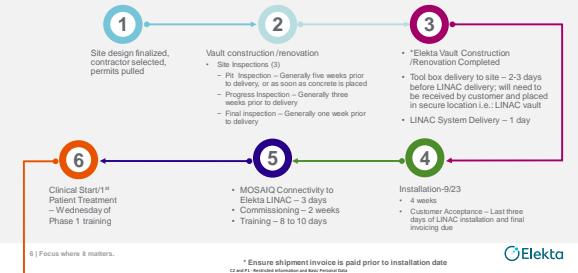 1
2
3
Site design finalized,
contractor selected,
permits pulled
Vault construction /renovation
• Site Inspections (3)
– Pit Inspection – Generally five weeks prior
to delivery, or as soon as concrete is placed
– Progress Inspection – Generally three
weeks prior to delivery
– Final inspection – Generally one week prior
to delivery
• *Elekta Vault Construction
/Renovation Completed
• Tool box delivery to site – 2-3 days
before LINAC delivery; will need to
be received by customer and placed
in secure location i.e.: LINAC vault
• LINAC System Delivery – 1 day
6
5
4
Clinical Start/1st
Patient Treatment
– Wednesday of
Phase 1 training
• MOSAIQ Connectivity to
Elekta LINAC – 3 days
• Commissioning – 2 weeks
• Training – 8 to 10 days
Installation-9/23
• 4 weeks
• Customer Acceptance – Last three
days of LINAC installation and final
invoicing due
6 | Focus where it matters.
* Ensure shipment invoice is paid prior to installation date
C2 and P1 - Restricted Information and Basic Personal Data
Elekta